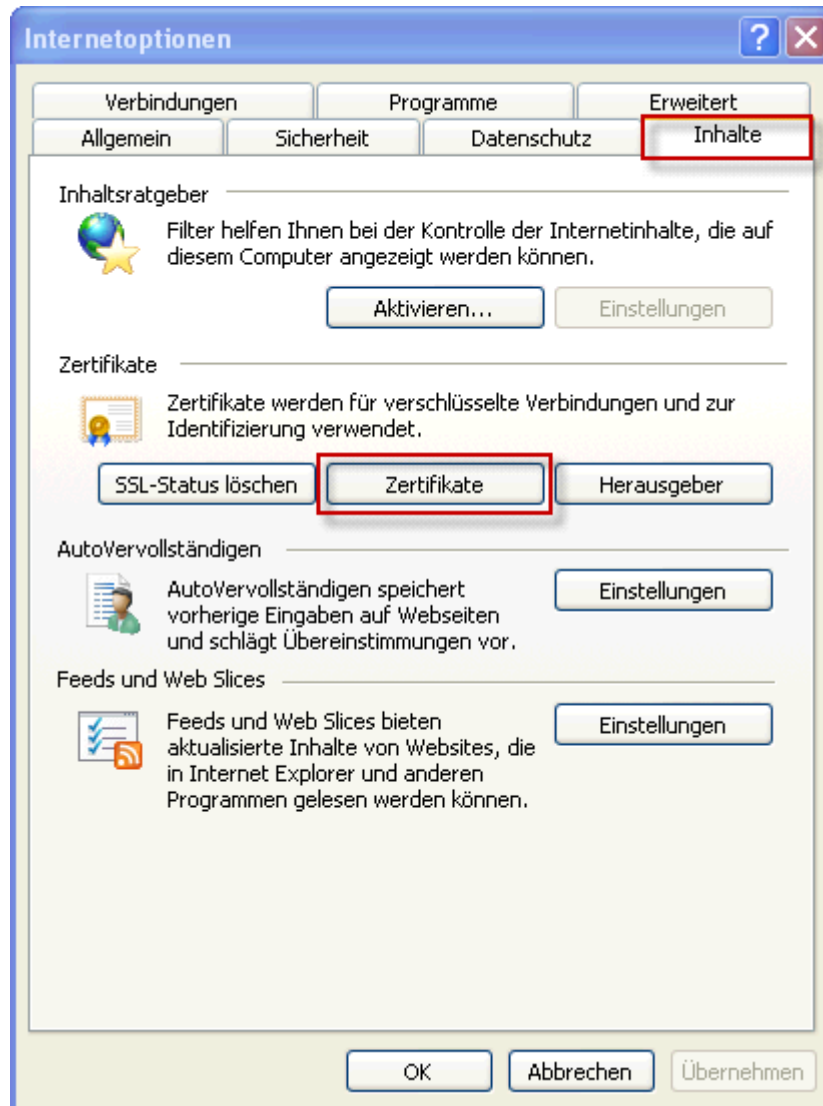 Internetoptionen
Verbindungen Programme Erweitert
Allgemein Sicherheit Datenschutz Inhalte
Inhaltsratgeber
Filter helfen Ihnen bei der Kontrolle der Internetinhalte, die auf
diesem Computer angezeigt werden können.
Aktivieren... Einstellungen
Zertifikate
Zertifikate werden für verschlüsselte Verbindungen und zur
Identifizierung verwendet.
SSL-Status löschen Zertifikate Herausgeber
AutoVervollständigen
AutoVervollständigen speichert
vorherige Eingaben auf Webseiten
und schlägt Übereinstimmungen vor.
Einstellungen
Feeds und Web Slices
Feeds und Web Slices bieten
aktualisierte Inhalte von Websites, die
in Internet Explorer und anderen
Programmen gelesen werden können.
Einstellungen
OK Abbrechen Übernehmen